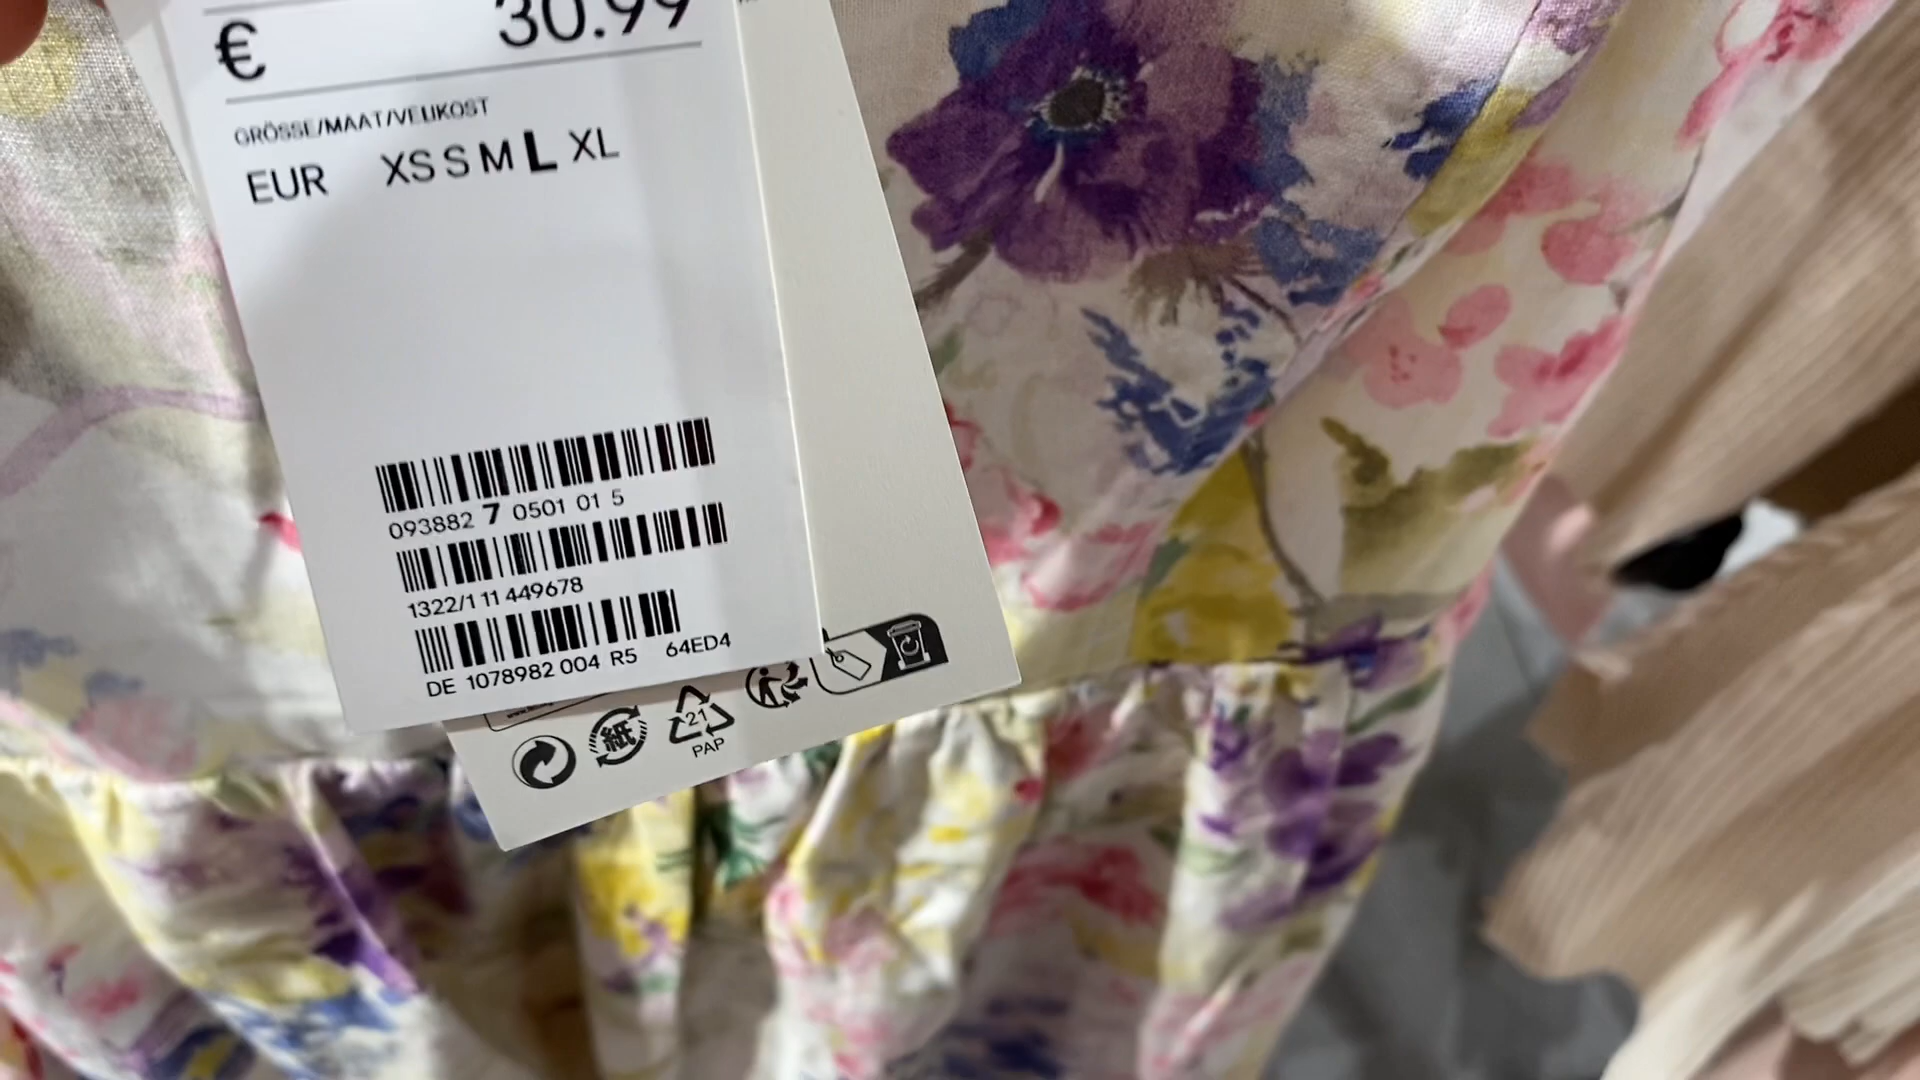 € 30.99
GRÖSSE/MAAT/VELIKOST
EUR XS S M L XL
093882 7 0501 01 5
1322/1 11 449678
DE 1078982 004 R5 64ED4
紙
21
PAP